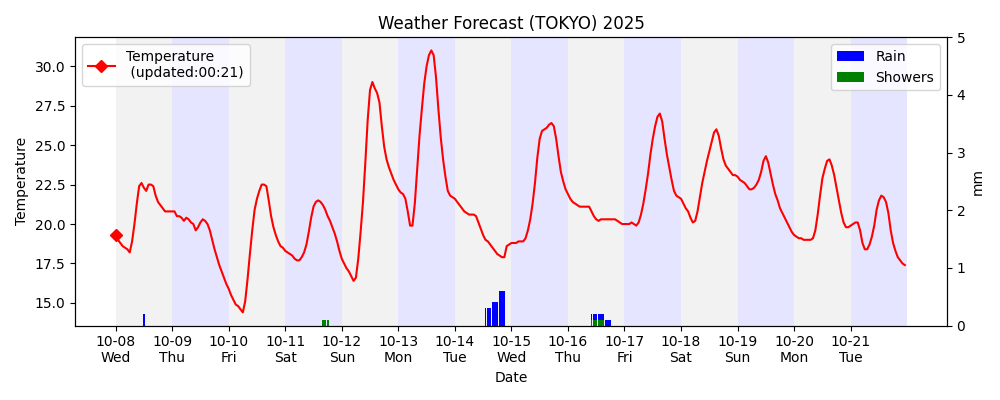 Weather Forecast (TOKYO) 2025
Temperature
(updated:00:21)
Rain
Showers
30.0
27.5
25.0
22.5
20.0
17.5
15.0
Temperature
5
4
3
2
1
0
mm
10-08 10-09 10-10 10-11 10-12 10-13 10-14 10-15 10-16 10-17 10-18 10-19 10-20 10-21
Wed Thu Fri Sat Sun Mon Tue Wed Thu Fri Sat Sun Mon Tue
Date